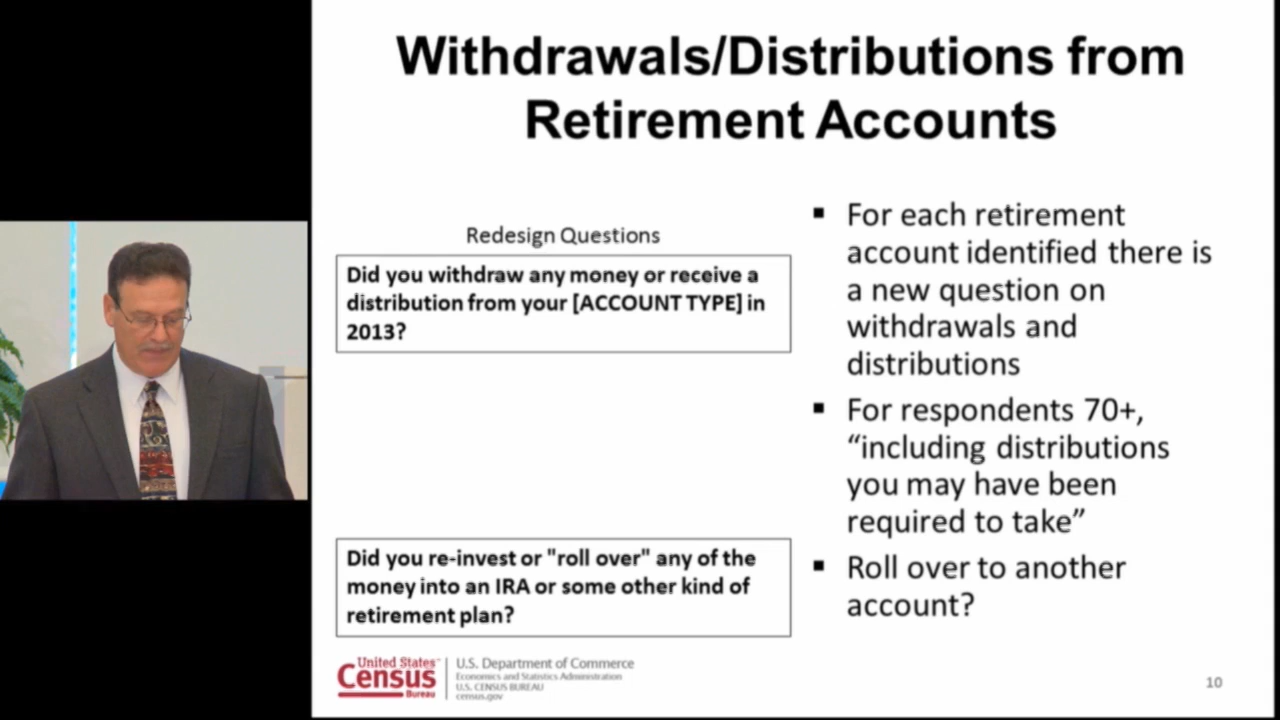 Withdrawals/Distributions from
Retirement Accounts
Redesign Questions
Did you withdraw any money or receive a
distribution from your [ACCOUNT TYPE] in
2013?
Did you re-invest or "roll over" any of the
money into an IRA or some other kind of
retirement plan?
▪ For each retirement
account identified there is
a new question on
withdrawals and
distributions
▪ For respondents 70+,
“including distributions
you may have been
required to take”
▪ Roll over to another
account?
United States™
Census
Bureau
U.S. Department of Commerce
Economics and Statistics Administration
U.S. CENSUS BUREAU
census.gov
10